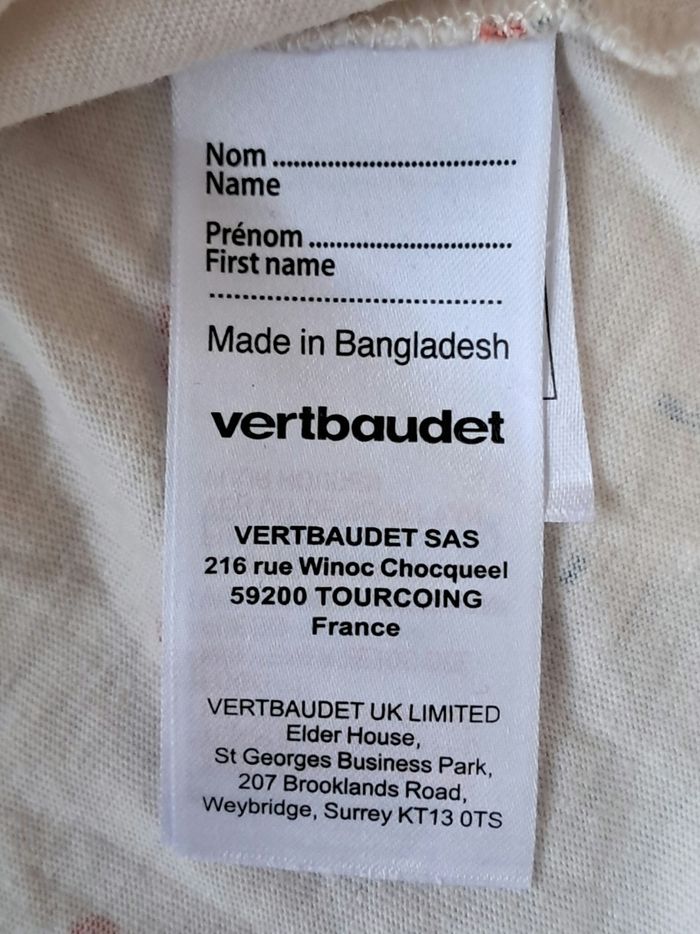 Nom ....................................
Name
Prénom ..............................
First name
...........................................
Made in Bangladesh
vertbaudet
VERTBAUDET SAS
216 rue Winoc Chocqueel
59200 TOURCOING
France
VERTBAUDET UK LIMITED
Elder House,
St Georges Business Park,
207 Brooklands Road,
Weybridge, Surrey KT13 0TS